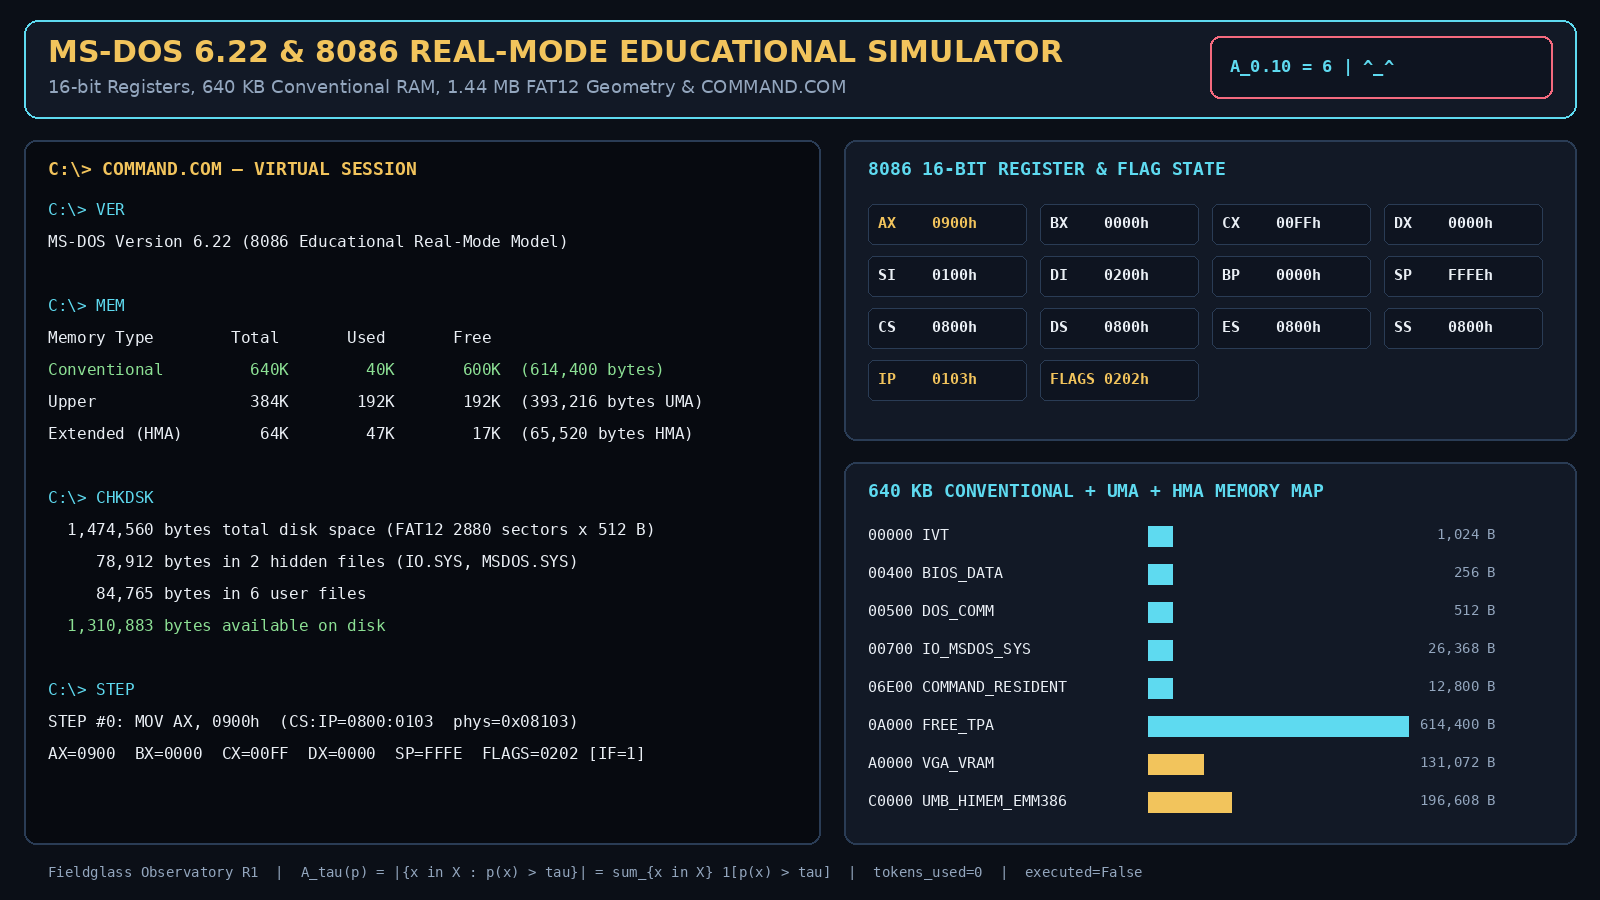 MS-DOS 6.22 & 8086 REAL-MODE EDUCATIONAL SIMULATOR
16-bit Registers, 640 KB Conventional RAM, 1.44 MB FAT12 Geometry & COMMAND.COM
A_0.10 = 6 | ^_^
C:\> COMMAND.COM — VIRTUAL SESSION
C:\> VER
MS-DOS Version 6.22 (8086 Educational Real-Mode Model)
C:\> MEM
Memory Type Total Used Free
Conventional 640K 40K 600K (614,400 bytes)
Upper 384K 192K 192K (393,216 bytes UMA)
Extended (HMA) 64K 47K 17K (65,520 bytes HMA)
C:\> CHKDSK
1,474,560 bytes total disk space (FAT12 2880 sectors x 512 B)
78,912 bytes in 2 hidden files (IO.SYS, MSDOS.SYS)
84,765 bytes in 6 user files
1,310,883 bytes available on disk
C:\> STEP
STEP #0: MOV AX, 0900h (CS:IP=0800:0103 phys=0x08103)
AX=0900 BX=0000 CX=00FF DX=0000 SP=FFFE FLAGS=0202 [IF=1]
8086 16-BIT REGISTER & FLAG STATE
AX 0900h BX 0000h CX 00FFh DX 0000h
SI 0100h DI 0200h BP 0000h SP FFFEh
CS 0800h DS 0800h ES 0800h SS 0800h
IP 0103h FLAGS 0202h
640 KB CONVENTIONAL + UMA + HMA MEMORY MAP
00000 IVT 1,024 B
00400 BIOS_DATA 256 B
00500 DOS_COMM 512 B
00700 IO_MSDOS_SYS 26,368 B
06E00 COMMAND_RESIDENT 12,800 B
0A000 FREE_TPA 614,400 B
A0000 VGA_VRAM 131,072 B
C0000 UMB_HIMEM_EMM386 196,608 B
Fieldglass Observatory R1 | A_tau(p) = |{x in X : p(x) > tau}| = sum_{x in X} 1[p(x) > tau] | tokens_used=0 | executed=False